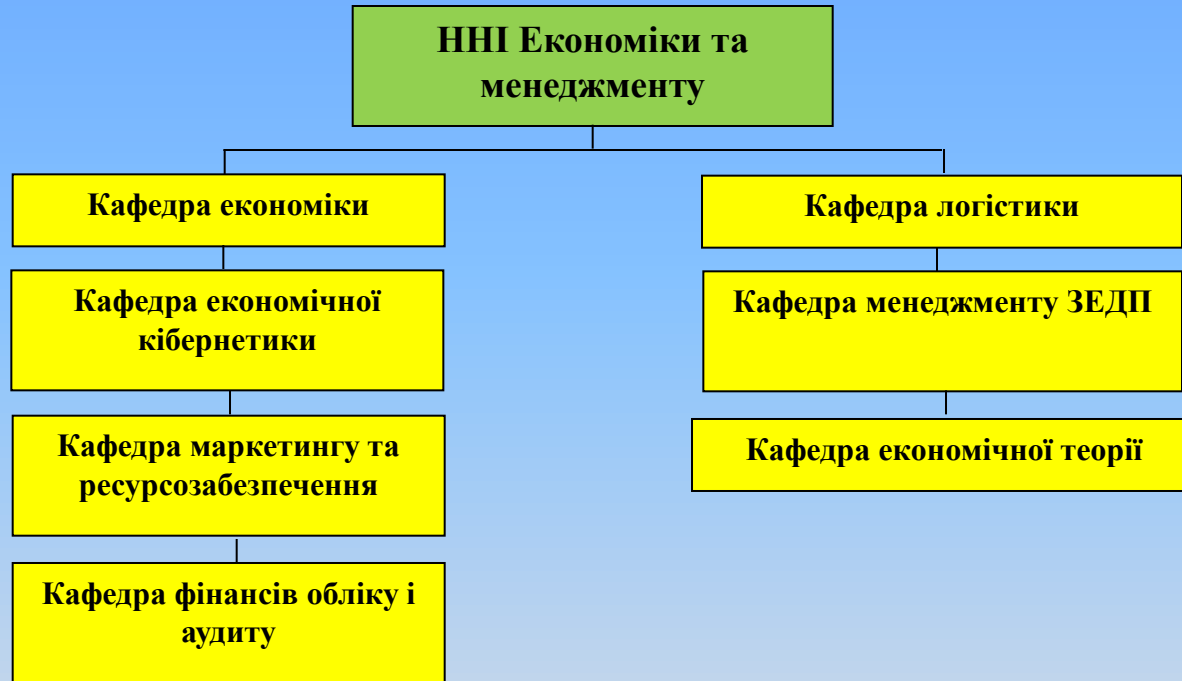 ННІ Економіки та
менеджменту
Кафедра економіки
Кафедра економічної
кібернетики
Кафедра маркетингу та
ресурсозабезпечення
Кафедра фінансів обліку і
аудиту
Кафедра логістики
Кафедра менеджменту ЗЕДП
Кафедра економічної теорії